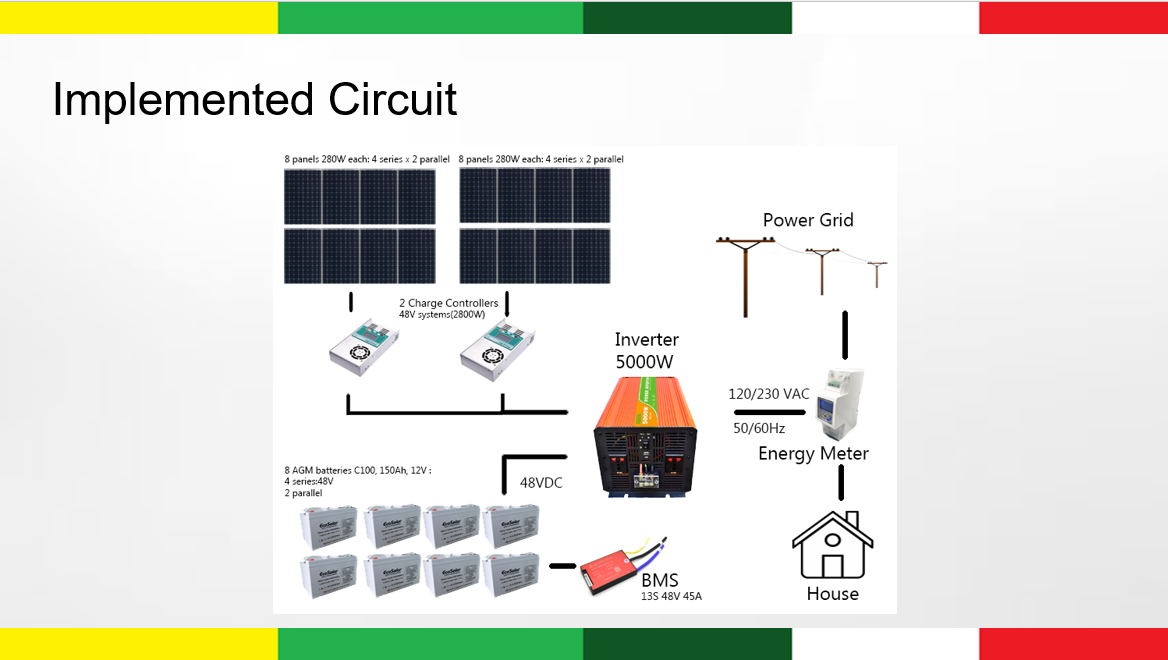 Implemented Circuit
8 panels 280W each: 4 series x 2 parallel
8 panels 280W each: 4 series x 2 parallel
Power Grid
2 Charge Controllers
48V systems(2800W)
Inverter
5000W
120/230 VAC
50/60Hz
Energy Meter
8 AGM batteries C100, 150Ah, 12V :
4 series:48V
2 parallel
48VDC
BMS
13S 48V 45A
House